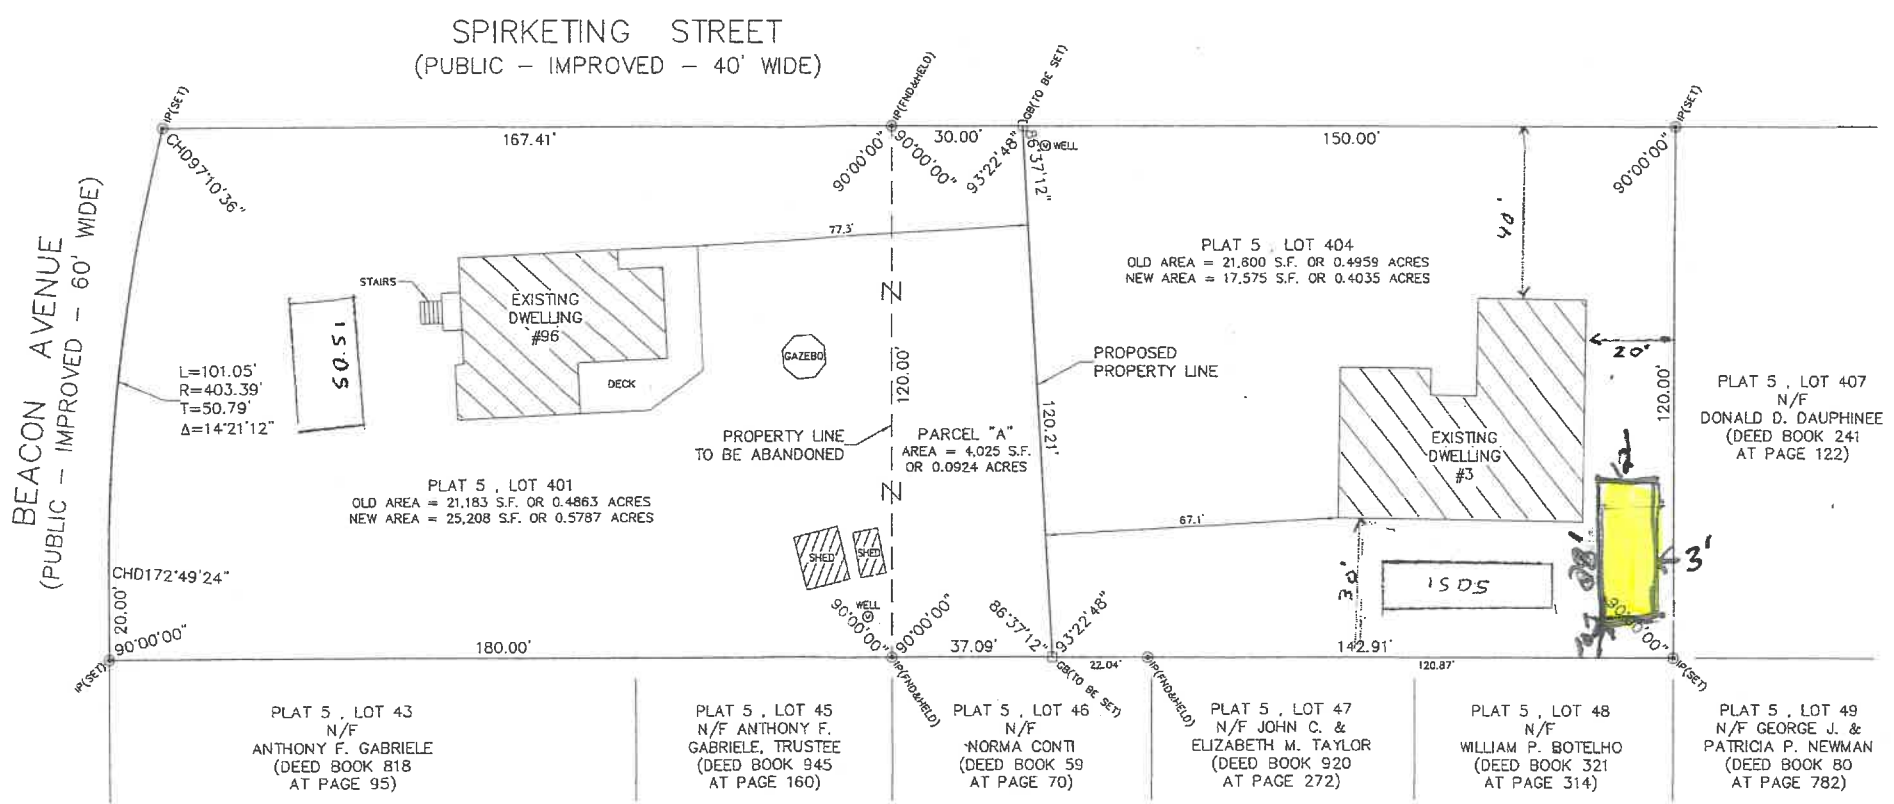 SPIRKETING STREET
(PUBLIC - IMPROVED - 40' WIDE)
BEACON AVENUE
(PUBLIC - IMPROVED - 60' WIDE)
IP(SET)
167.41'
IP(FND&HELD)
30.00'
GB(TO BE SET)
150.00'
IP(SET)
CHD97°10'36"
90°00'00"
90°00'00"
93°22'48"
86°37'12"
WELL
90°00'00"
40'
77.3'
PLAT 5 , LOT 404
OLD AREA = 21,600 S.F. OR 0.4959 ACRES
NEW AREA = 17,575 S.F. OR 0.4035 ACRES
STAIRS
EXISTING
DWELLING
#96
DECK
GAZEBO
SOSI
L=101.05'
R=403.39'
T=50.79'
Δ=14°21'12"
120.00'
PROPOSED
PROPERTY LINE
120.21'
20'
120.00'
PLAT 5 , LOT 407
N/F
DONALD D. DAUPHINEE
(DEED BOOK 241
AT PAGE 122)
PROPERTY LINE
TO BE ABANDONED
PARCEL "A"
AREA = 4,025 S.F.
OR 0.0924 ACRES
EXISTING
DWELLING
#3
PLAT 5 , LOT 401
OLD AREA = 21,183 S.F. OR 0.4863 ACRES
NEW AREA = 25,208 S.F. OR 0.5787 ACRES
67.1'
SHED
SHED
WELL
30'
SOSI
3'
CHD172°49'24"
20.00'
90°00'00"
IP(SET)
180.00'
90°00'00"
90°00'00"
IP(FND&HELD)
37.09'
86°37'12"
93°22'48"
GB(TO BE SET)
22.04'
IP(FND&HELD)
142.91'
120.87'
90°00'00"
IP(SET)
PLAT 5 , LOT 43
N/F
ANTHONY F. GABRIELE
(DEED BOOK 818
AT PAGE 95)
PLAT 5 , LOT 45
N/F ANTHONY F.
GABRIELE, TRUSTEE
(DEED BOOK 945
AT PAGE 160)
PLAT 5 , LOT 46
N/F
NORMA CONTI
(DEED BOOK 59
AT PAGE 70)
PLAT 5 , LOT 47
N/F JOHN C. &
ELIZABETH M. TAYLOR
(DEED BOOK 920
AT PAGE 272)
PLAT 5 , LOT 48
N/F
WILLIAM P. BOTELHO
(DEED BOOK 321
AT PAGE 314)
PLAT 5 , LOT 49
N/F GEORGE J. &
PATRICIA P. NEWMAN
(DEED BOOK 80
AT PAGE 782)